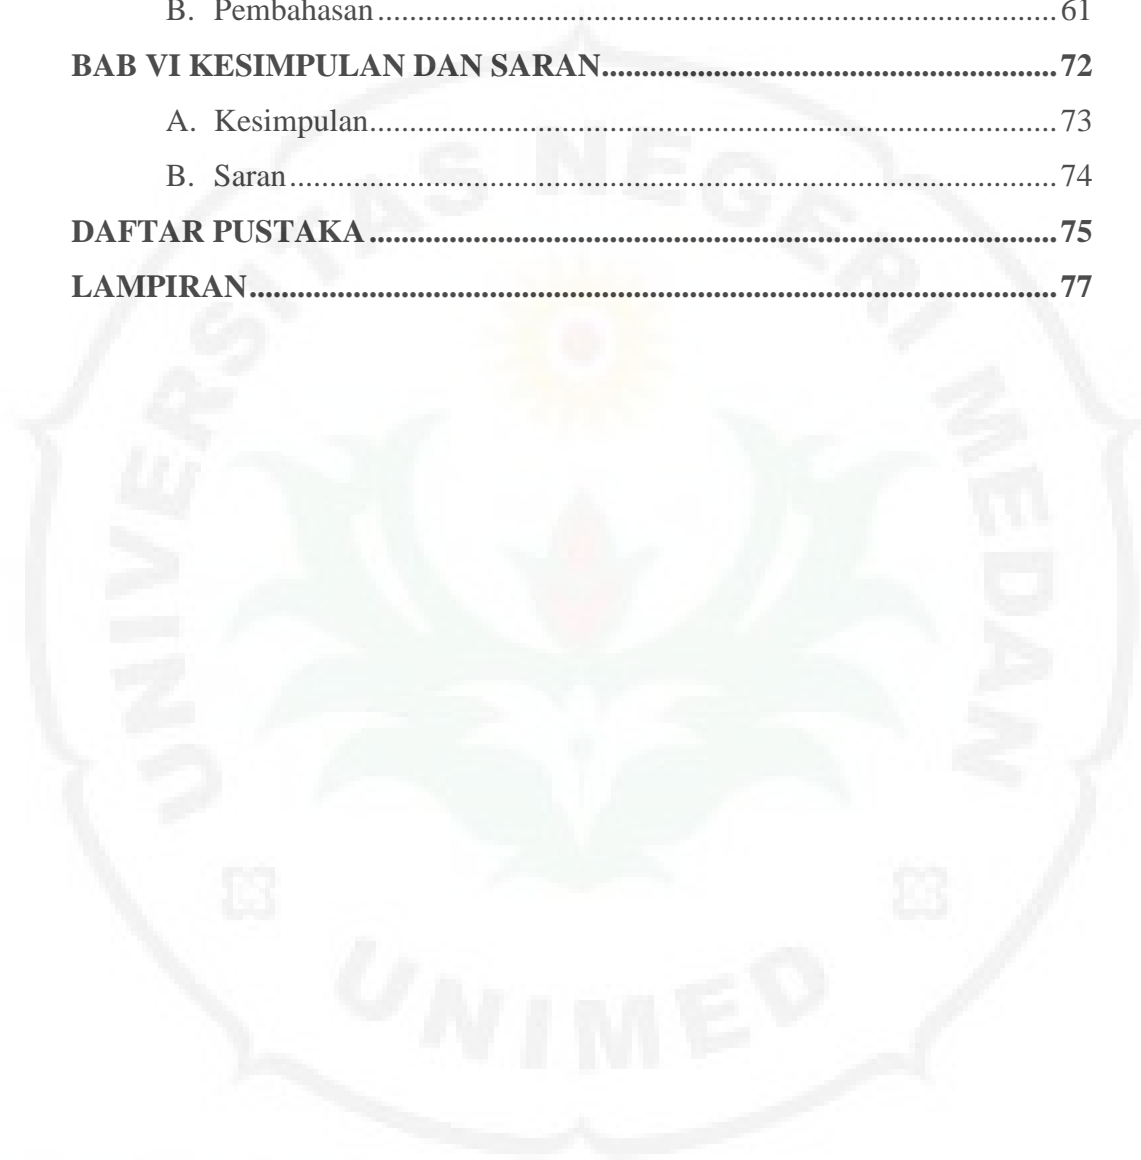 B. Pembahasan.....................................................................................61
BAB VI KESIMPULAN DAN SARAN.........................................................72
A. Kesimpulan.....................................................................................73
B. Saran................................................................................................74
DAFTAR PUSTAKA......................................................................................75
LAMPIRAN.....................................................................................................77
UNIVERSITAS NEGERI MEDAN
UNIMED